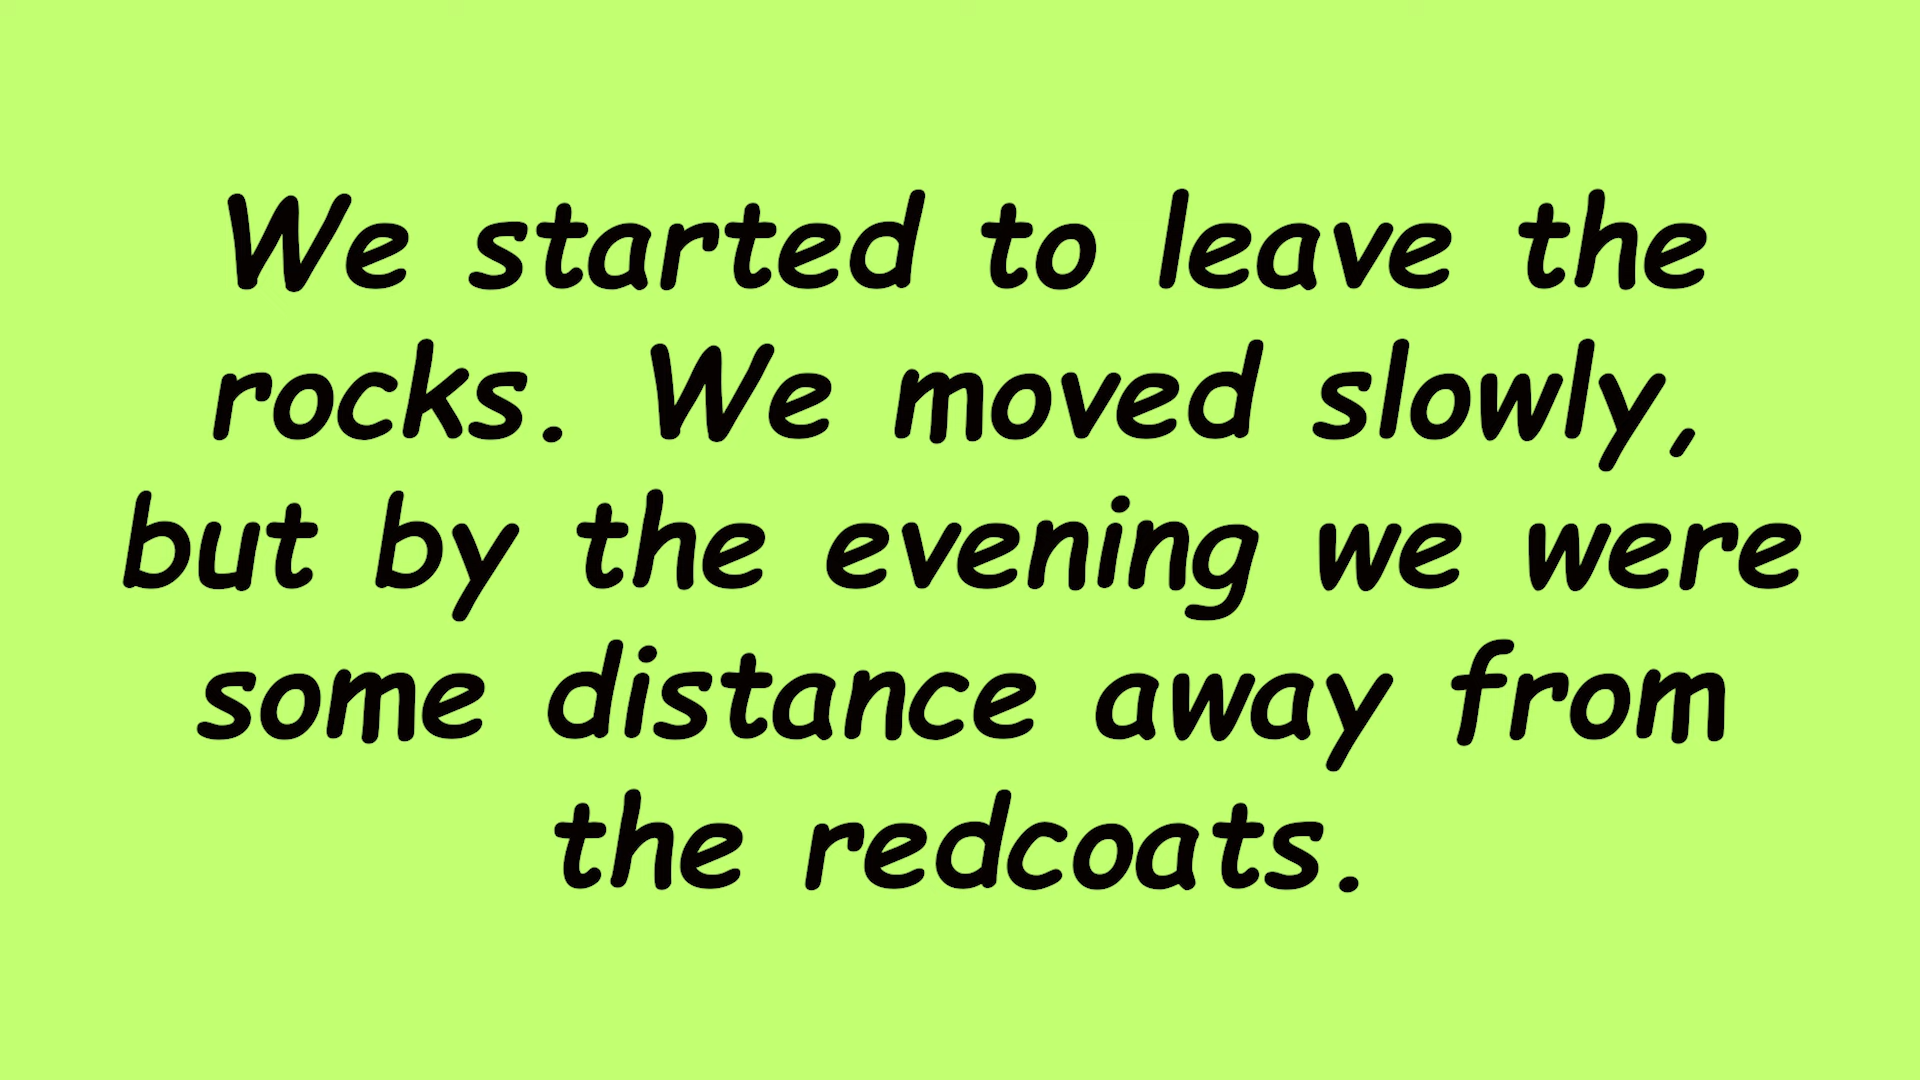 We started to leave the
rocks. We moved slowly,
but by the evening we were
some distance away from
the redcoats.